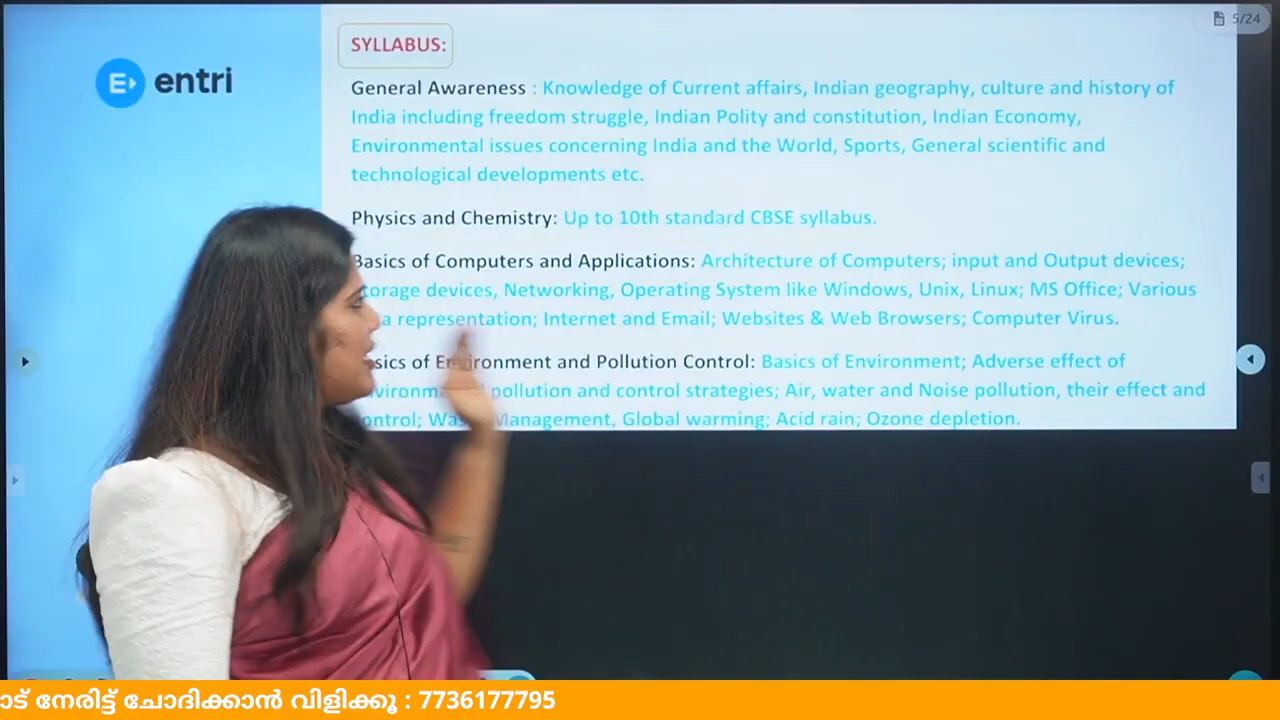 5/24
SYLLABUS:
entri
General Awareness : Knowledge of Current affairs, Indian geography, culture and history of
India including freedom struggle, Indian Polity and constitution, Indian Economy,
Environmental issues concerning India and the World, Sports, General scientific and
technological developments etc.
Physics and Chemistry: Up to 10th standard CBSE syllabus.
Basics of Computers and Applications: Architecture of Computers; input and Output devices;
Storage devices, Networking, Operating System like Windows, Unix, Linux; MS Office; Various
representation; Internet and Email; Websites & Web Browsers; Computer Virus.
Basics of Environment and Pollution Control: Basics of Environment; Adverse effect of
pollution and control strategies; Air, water and Noise pollution, their effect and
control; Waste Management, Global warming; Acid rain; Ozone depletion.
നേരിട്ട് ചോദിക്കാൻ വിളിക്കൂ : 7736177795